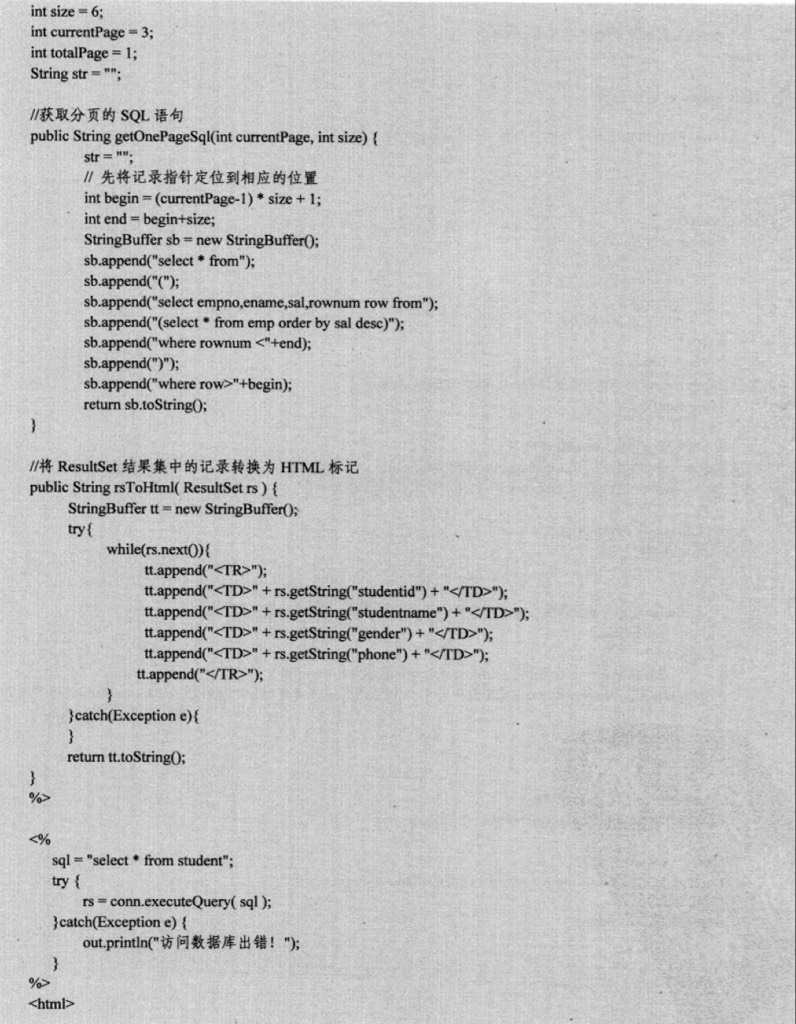 int size = 6;
int currentPage = 3;
int totalPage = 1;
String str = "";
//获取分页的 SQL 语句
public String getOnePageSql(int currentPage, int size) {
str = "";
// 先将记录指针定位到相应的位置
int begin = (currentPage-1) * size + 1;
int end = begin+size;
StringBuffer sb = new StringBuffer();
sb.append("select * from");
sb.append("(");
sb.append("select empno,ename,sal,rownum row from");
sb.append("(select * from emp order by sal desc)");
sb.append("where rownum <"+end);
sb.append(")");
sb.append("where row>"+begin);
return sb.toString();
}
//将 ResultSet 结果集中的记录转换为 HTML 标记
public String rsToHtml( ResultSet rs ) {
StringBuffer tt = new StringBuffer();
try{
while(rs.next()){
tt.append("<TR>");
tt.append("<TD>" + rs.getString("studentid") + "</TD>");
tt.append("<TD>" + rs.getString("studentname") + "</TD>");
tt.append("<TD>" + rs.getString("gender") + "</TD>");
tt.append("<TD>" + rs.getString("phone") + "</TD>");
tt.append("</TR>");
}
}catch(Exception e){
}
return tt.toString();
}
%>
<%
sql = "select * from student";
try {
rs = conn.executeQuery( sql );
}catch(Exception e) {
out.println("访问数据库出错！");
}
%>
<html>